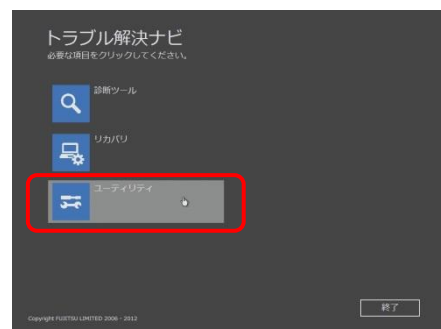 トラブル解決ナビ
必要な項目をクリックしてください。
診断ツール
リカバリ
ユーティリティ
終了
Copyright FUJITSU LIMITED 2006 - 2012